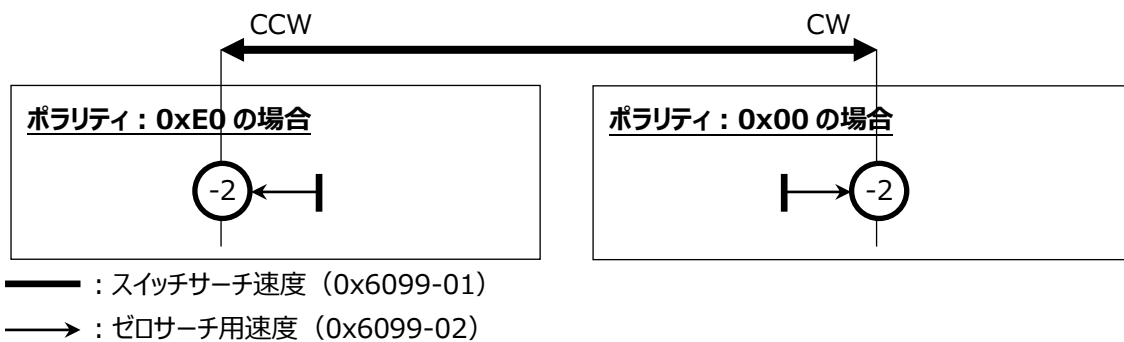 CCW CW
ポラリティ：0xE0 の場合
ポラリティ：0x00 の場合
-2
-2
：スイッチサーチ速度（0x6099-01）
：ゼロサーチ用速度（0x6099-02）